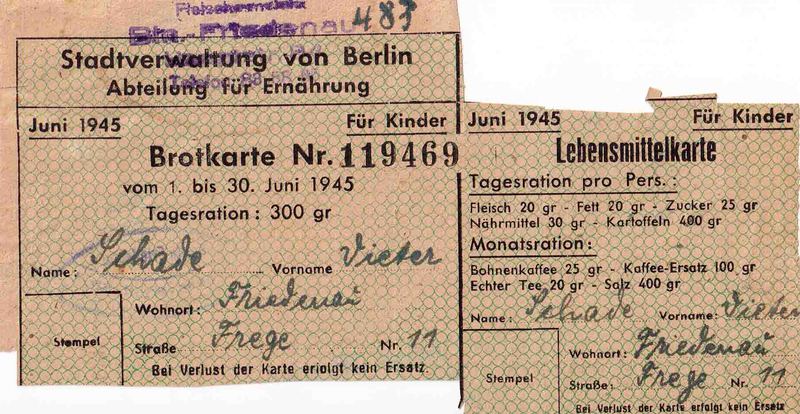 483
Bln.-Friedenau
Stadtverwaltung von Berlin
Abteilung für Ernährung
Juni 1945 Für Kinder
Brotkarte Nr. 119469
vom 1. bis 30. Juni 1945
Tagesration: 300 gr
Name: Schade Vorname Dieter
Wohnort: Friedenau
Stempel
Straße Frege Nr. 11
Bei Verlust der Karte erfolgt kein Ersatz.
Juni 1945 Für Kinder
Lebensmittelkarte
Tagesration pro Pers.:
Fleisch 20 gr - Fett 20 gr - Zucker 25 gr
Nährmittel 30 gr - Kartoffeln 400 gr
Monatsration:
Bohnenkaffee 25 gr - Kaffee-Ersatz 100 gr
Echter Tee 20 gr - Salz 400 gr
Name: Schade Vorname: Dieter
Wohnort: Friedenau
Stempel
Straße: Frege Nr. 11
Bei Verlust der Karte erfolgt kein Ersatz